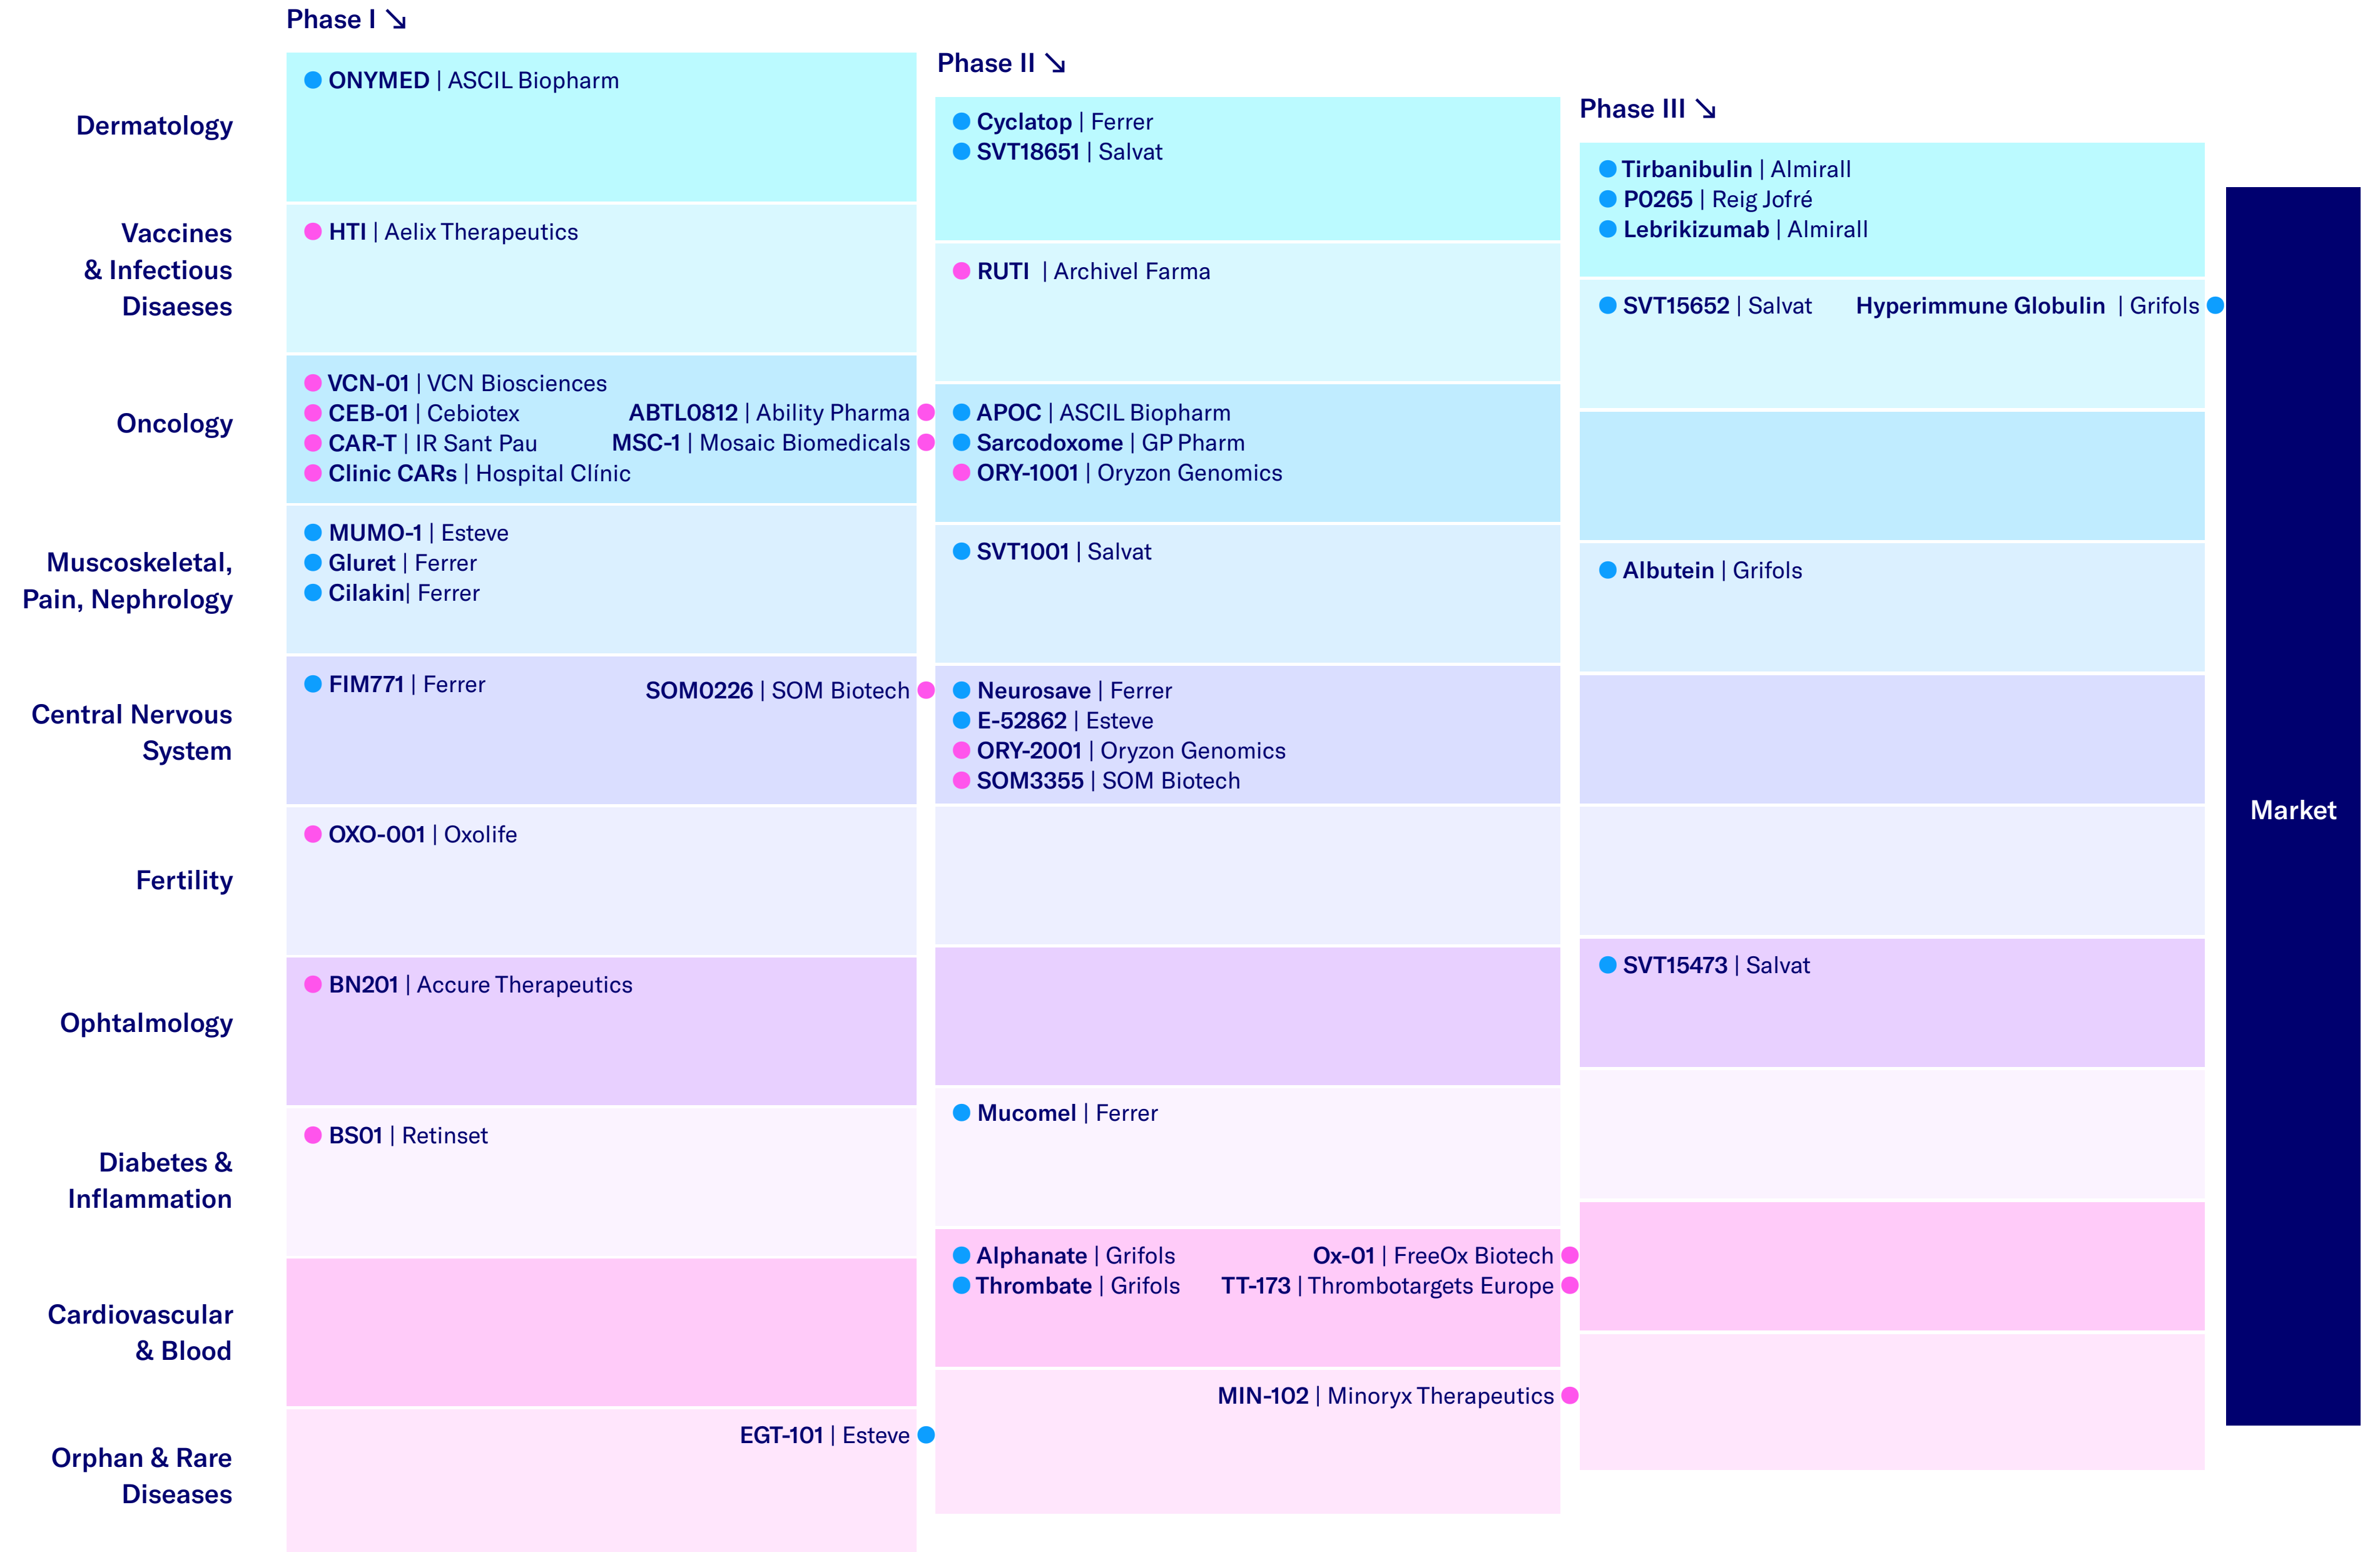 Phase I ↘
Phase II ↘
Phase III ↘
Dermatology
ONYMED | ASCIL Biopharm
Cyclatop | Ferrer
SVT18651 | Salvat
Tirbanibulin | Almirall
P0265 | Reig Jofré
Lebrikizumab | Almirall
Vaccines
& Infectious
Disaeses
HTI | Aelix Therapeutics
RUTI | Archivel Farma
SVT15652 | Salvat
Hyperimmune Globulin | Grifols
Oncology
VCN-01 | VCN Biosciences
CEB-01 | Cebiotex
CAR-T | IR Sant Pau
Clinic CARs | Hospital Clínic
ABTL0812 | Ability Pharma
MSC-1 | Mosaic Biomedicals
APOC | ASCIL Biopharm
Sarcodoxome | GP Pharm
ORY-1001 | Oryzon Genomics
Muscoskeletal,
Pain, Nephrology
MUMO-1 | Esteve
Gluret | Ferrer
Cilakin| Ferrer
SVT1001 | Salvat
Albutein | Grifols
Central Nervous
System
FIM771 | Ferrer
SOM0226 | SOM Biotech
Neurosave | Ferrer
E-52862 | Esteve
ORY-2001 | Oryzon Genomics
SOM3355 | SOM Biotech
Fertility
OXO-001 | Oxolife
Ophtalmology
BN201 | Accure Therapeutics
SVT15473 | Salvat
Diabetes &
Inflammation
BS01 | Retinset
Mucomel | Ferrer
Cardiovascular
& Blood
Alphanate | Grifols
Thrombate | Grifols
Ox-01 | FreeOx Biotech
TT-173 | Thrombotargets Europe
Orphan & Rare
Diseases
EGT-101 | Esteve
MIN-102 | Minoryx Therapeutics
Market